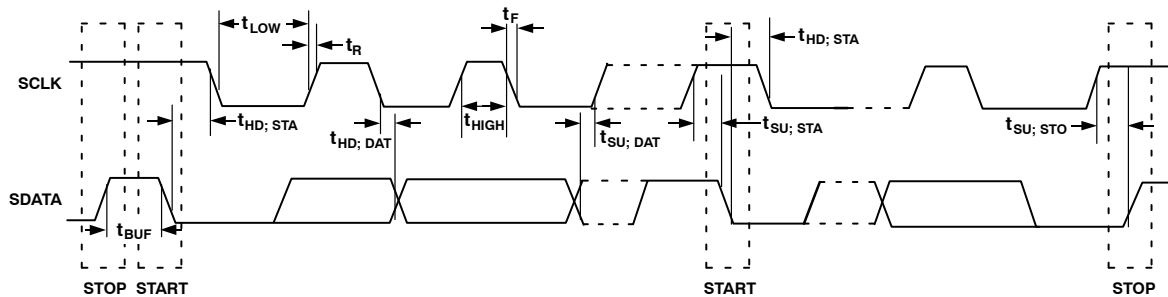 tLOW
tR
tF
tHD; STA
SCLK
tHD; STA
tHD; DAT
tHIGH
tSU; DAT
tSU; STA
tSU; STO
SDATA
tBUF
STOP START
START
STOP